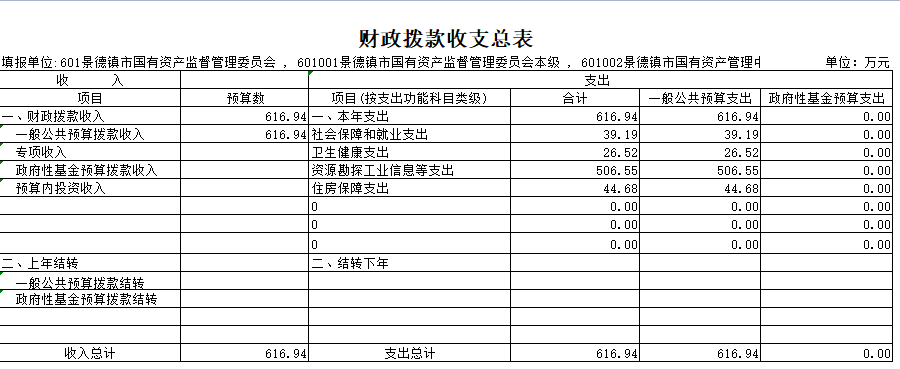 财政拨款收支总表
填报单位:601景德镇市国有资产监督管理委员会 , 601001景德镇市国有资产监督管理委员会本级 , 601002景德镇市国有资产管理中 单位: 万元
收 入 支出
项目 预算数 项目(按支出功能科目类级) 合计 一般公共预算支出 政府性基金预算支出
一、财政拨款收入 616.94 一、本年支出 616.94 616.94 0.00
一般公共预算拨款收入 616.94 社会保障和就业支出 39.19 39.19 0.00
专项收入 卫生健康支出 26.52 26.52 0.00
政府性基金预算拨款收入 资源勘探工业信息等支出 506.55 506.55 0.00
预算内投资收入 住房保障支出 44.68 44.68 0.00
0 0.00 0.00 0.00
0 0.00 0.00 0.00
0 0.00 0.00 0.00
二、上年结转 二、结转下年
一般公共预算拨款结转
政府性基金预算拨款结转
收入总计 616.94 支出总计 616.94 616.94 0.00